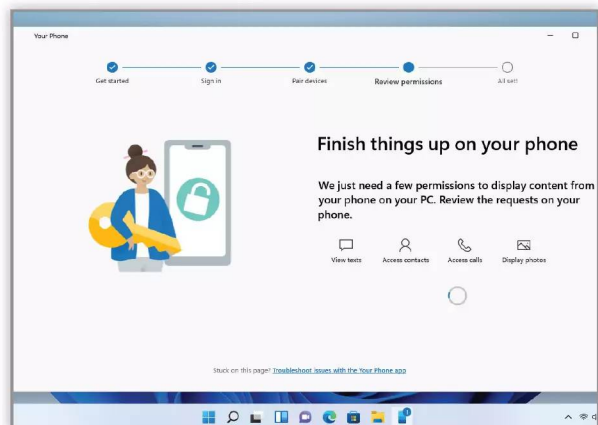 Your Phone
Get started Sign in Pair devices Review permissions All set!
Finish things up on your phone
We just need a few permissions to display content from
your phone on your PC. Review the requests on your
phone.
View texts Access contacts Access calls Display photos
Stuck on this page? Troubleshoot issues with the Your Phone app